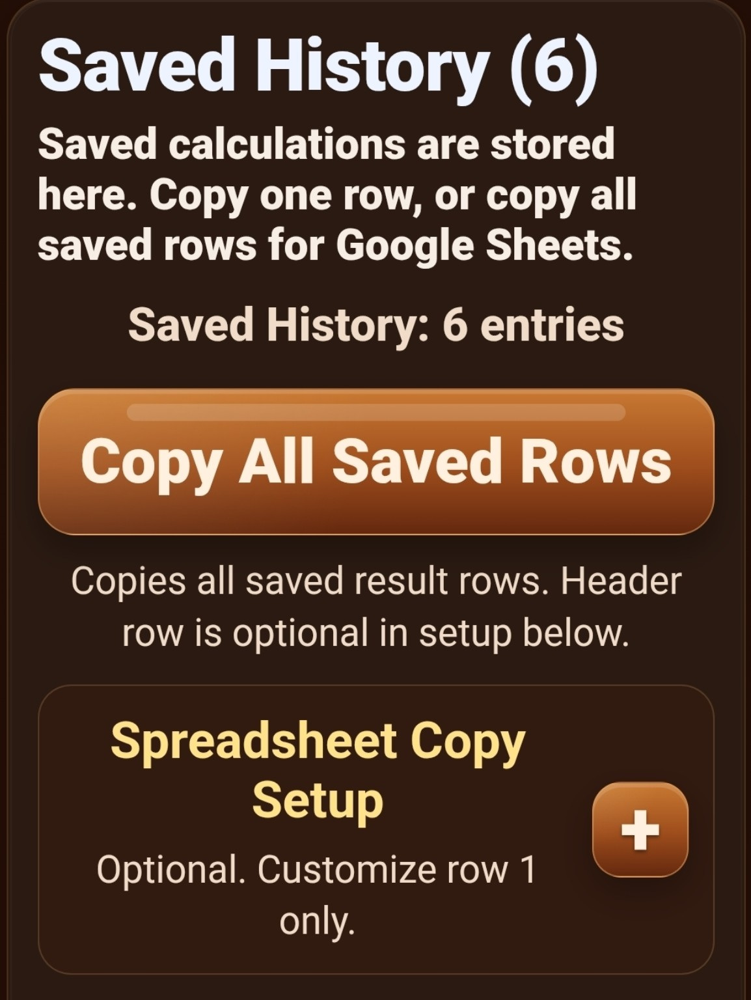 Saved History (6)
Saved calculations are stored
here. Copy one row, or copy all
saved rows for Google Sheets.
Saved History: 6 entries
Copy All Saved Rows
Copies all saved result rows. Header
row is optional in setup below.
Spreadsheet Copy
Setup
Optional. Customize row 1
only.